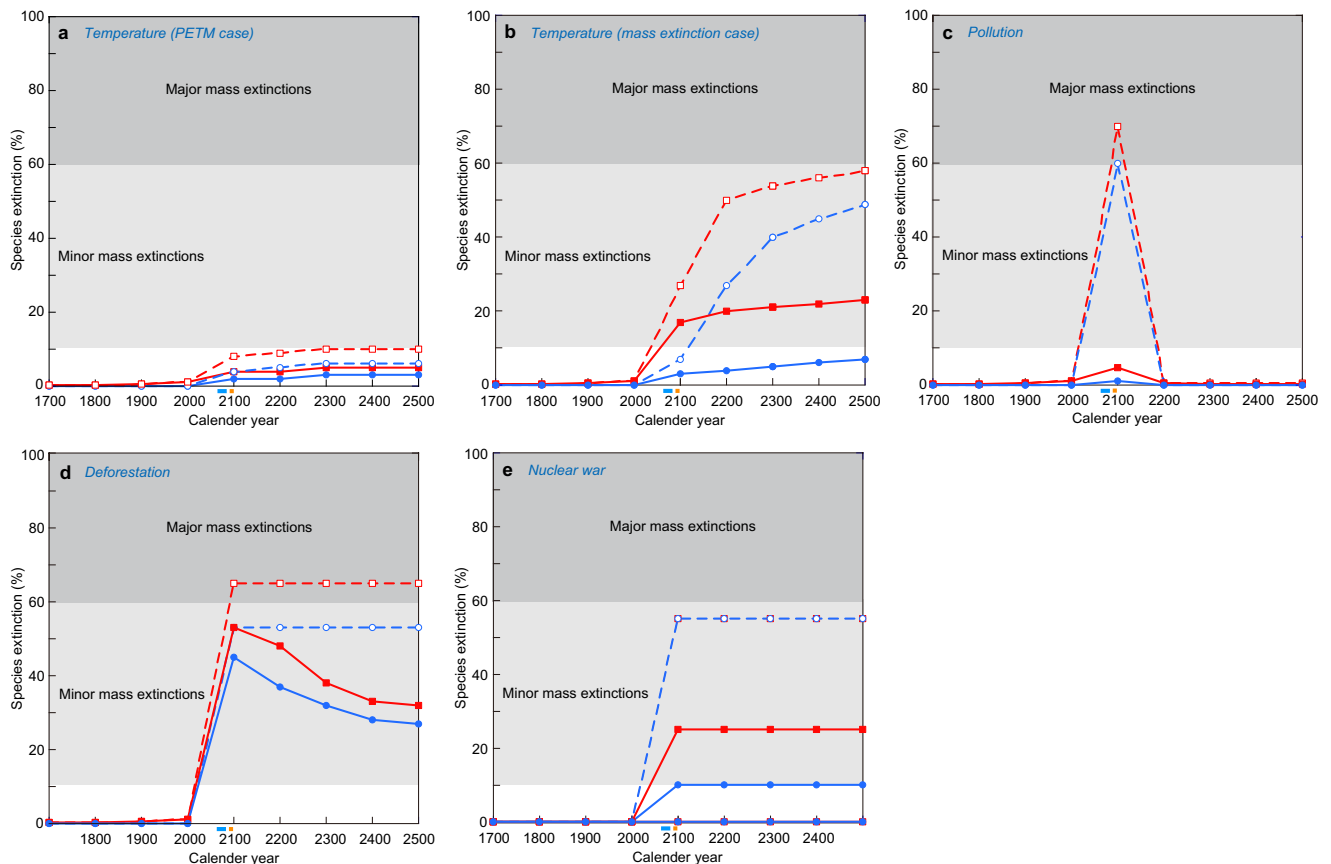 a Temperature (PETM case)
Species extinction (%)
100
80
60
40
20
0
Major mass extinctions
Minor mass extinctions
1700 1800 1900 2000 2100 2200 2300 2400 2500
Calender year
b Temperature (mass extinction case)
Species extinction (%)
100
80
60
40
20
0
Major mass extinctions
Minor mass extinctions
1700 1800 1900 2000 2100 2200 2300 2400 2500
Calender year
c Pollution
Species extinction (%)
100
80
60
40
20
0
Major mass extinctions
Minor mass extinctions
1700 1800 1900 2000 2100 2200 2300 2400 2500
Calender year
d Deforestation
Species extinction (%)
100
80
60
40
20
0
Major mass extinctions
Minor mass extinctions
1800 1900 2000 2100 2200 2300 2400 2500
Calender year
e Nuclear war
Species extinction (%)
100
80
60
40
20
0
Major mass extinctions
Minor mass extinctions
1700 1800 1900 2000 2100 2200 2300 2400
Calender year